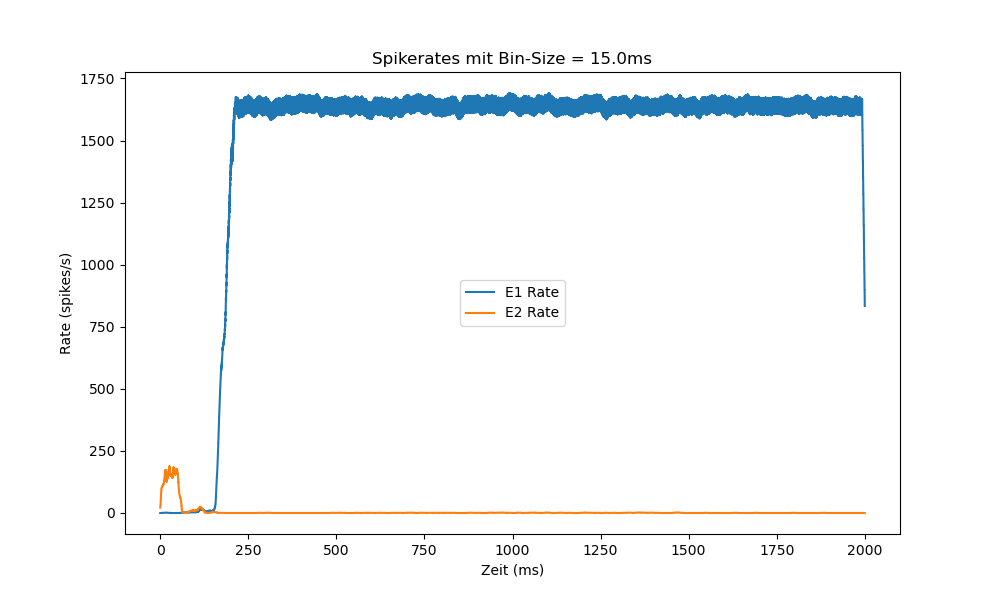 Spikerates mit Bin-Size = 15.0ms
1750
1500
1250
1000
750
500
250
0
Rate (spikes/s)
E1 Rate
E2 Rate
0 250 500 750 1000 1250 1500 1750 2000
Zeit (ms)